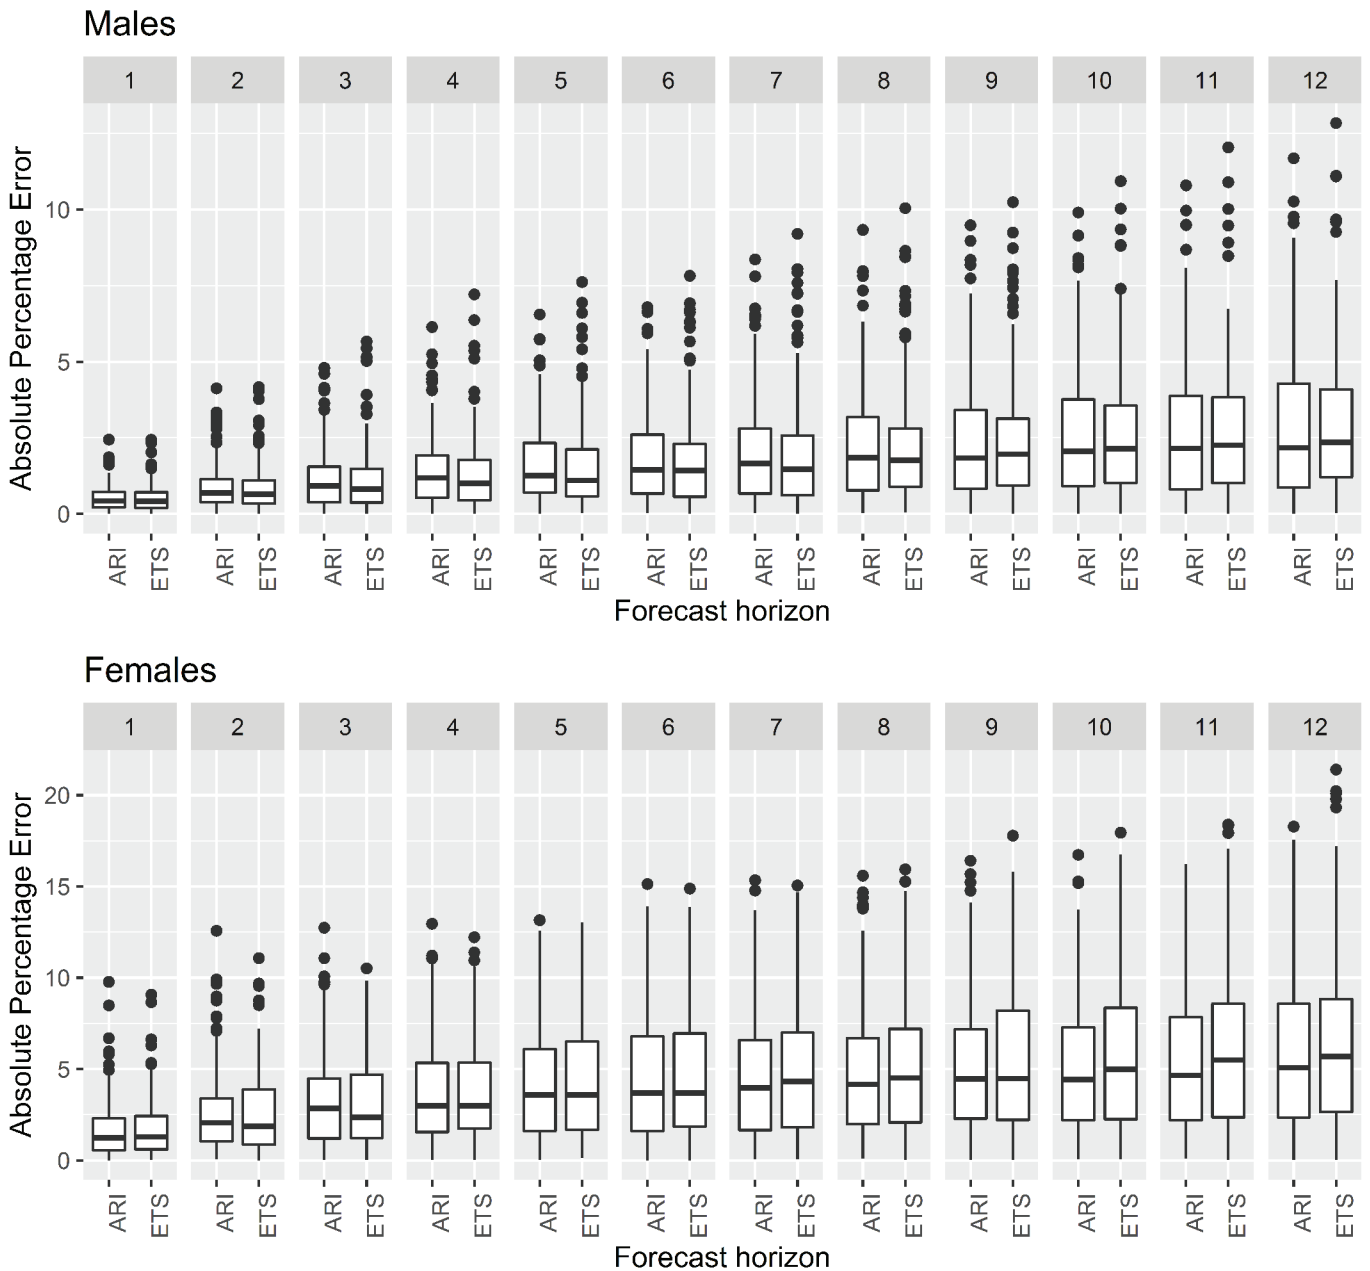 Males
1 2 3 4 5 6 7 8 9 10 11 12
Absolute Percentage Error
10
5
0
ARI ETS ARI ETS ARI ETS ARI ETS ARI ETS ARI ETS ARI ETS ARI ETS ARI ETS ARI ETS ARI ETS ARI ETS
Forecast horizon
Females
1 2 3 4 5 6 7 8 9 10 11 12
Absolute Percentage Error
20
15
10
5
0
ARI ETS ARI ETS ARI ETS ARI ETS ARI ETS ARI ETS ARI ETS ARI ETS ARI ETS ARI ETS ARI ETS ARI ETS
Forecast horizon